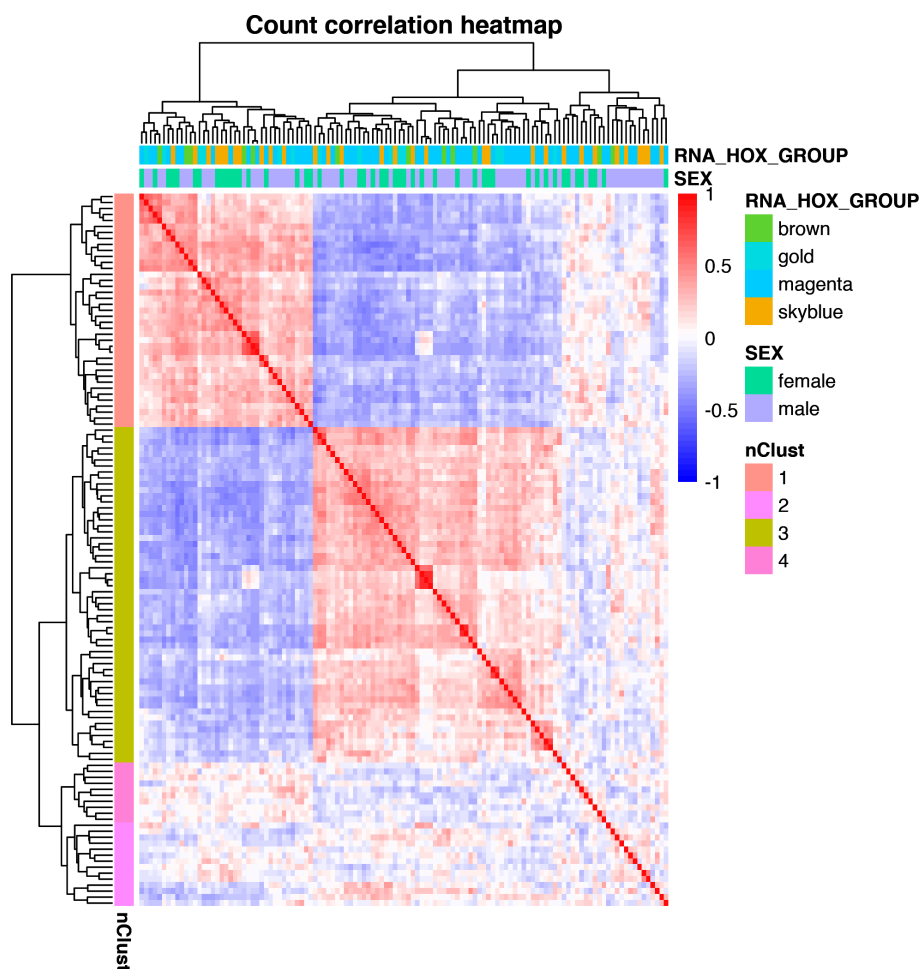 Count correlation heatmap
RNA_HOX_GROUP
SEX
1
0.5
0
-0.5
-1
RNA_HOX_GROUP
brown
gold
magenta
skyblue
SEX
female
male
nClust
1
2
3
4
nClust